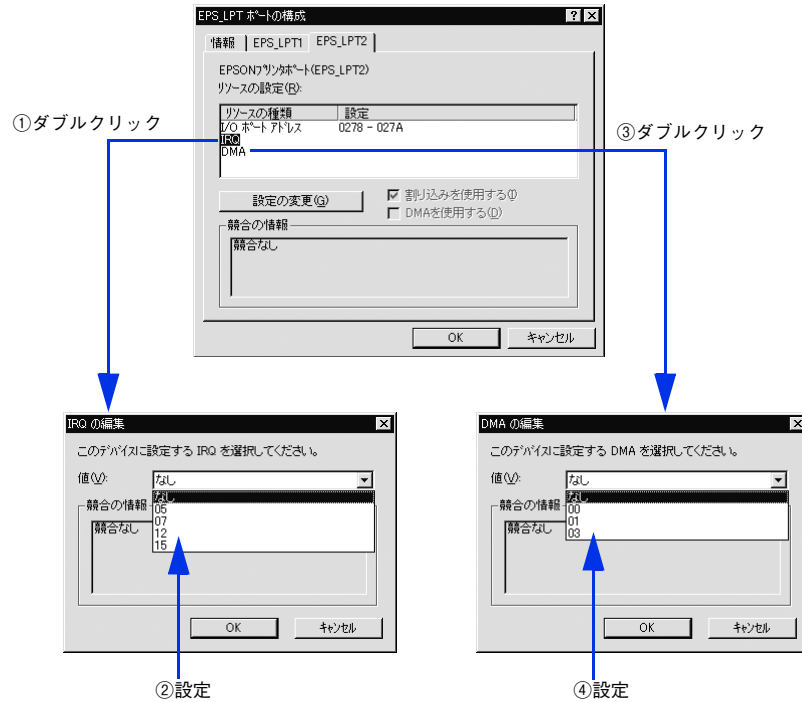 EPS_LPT ポートの構成
情報 EPS_LPT1 EPS_LPT2
EPSONプリンタポート(EPS_LPT2)
リソースの設定(R):
リソースの種類 設定
I/O ポート アドレス 0278 - 027A
IRQ
DMA
①ダブルクリック
③ダブルクリック
設定の変更(G)
割り込みを使用する(I)
DMAを使用する(D)
競合の情報
競合なし
OK キャンセル
IRQ の編集
このデバイスに設定する IRQ を選択してください。
値(V): なし
なし
05
07
12
15
競合の情報
競合なし
OK キャンセル
②設定
DMA の編集
このデバイスに設定する DMA を選択してください。
値(V): なし
なし
00
01
03
競合の情報
競合なし
OK キャンセル
④設定